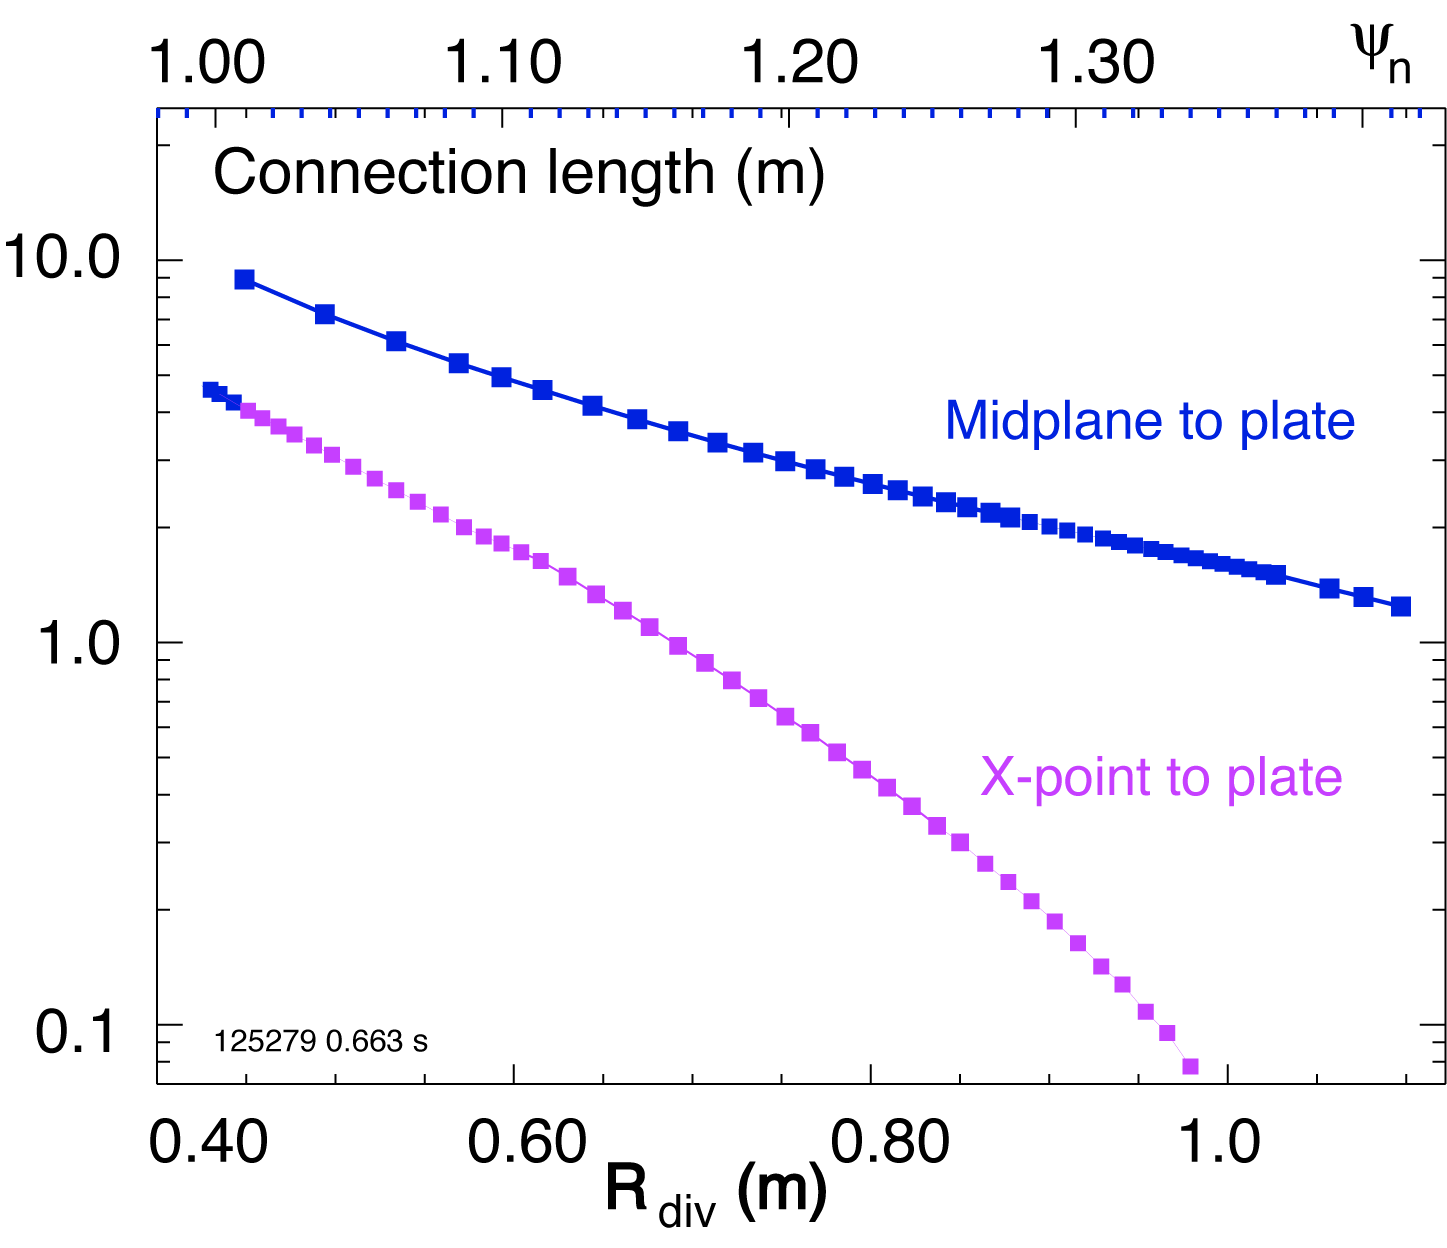 1.00 1.10 1.20 1.30 ψn
Connection length (m)
10.0
Midplane to plate
1.0
X-point to plate
0.1
125279 0.663 s
0.40 0.60 0.80 1.0
R div (m)